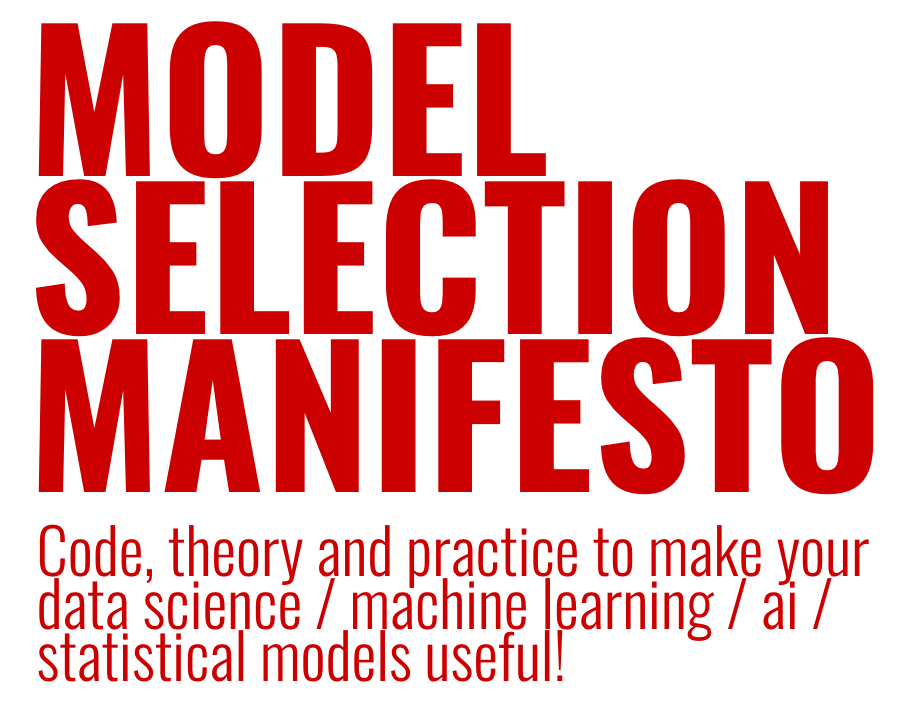 MODEL
SELECTION
MANIFESTO
Code, theory and practice to make your
data science / machine learning / ai /
statistical models useful!